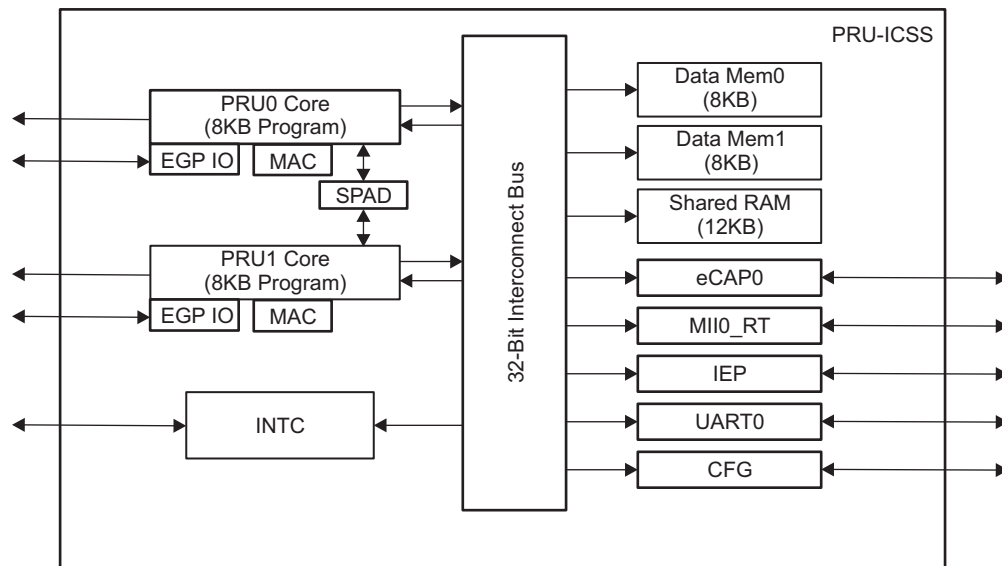 PRU-ICSS
PRU0 Core
(8KB Program)
EGP IO
MAC
SPAD
PRU1 Core
(8KB Program)
EGP IO
MAC
INTC
32-Bit Interconnect Bus
Data Mem0
(8KB)
Data Mem1
(8KB)
Shared RAM
(12KB)
eCAP0
MII0_RT
IEP
UART0
CFG